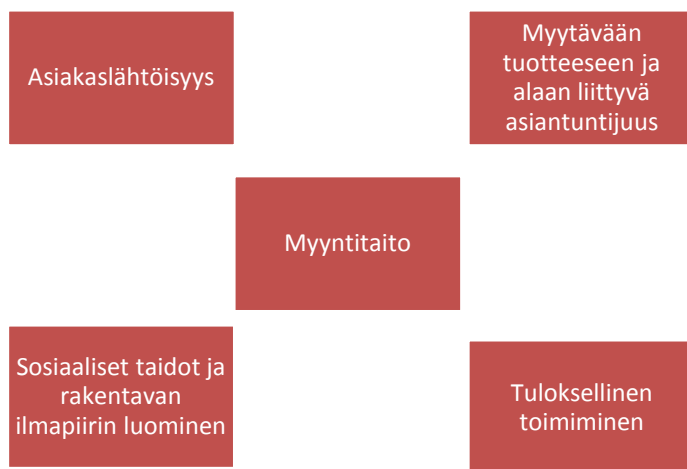 Asiakaslähtöisyys
Myytävään
tuotteeseen ja
alaan liittyvä
asiantuntijuus
Myyntitaito
Sosiaaliset taidot ja
rakentavan
ilmapiirin luominen
Tuloksellinen
toimiminen